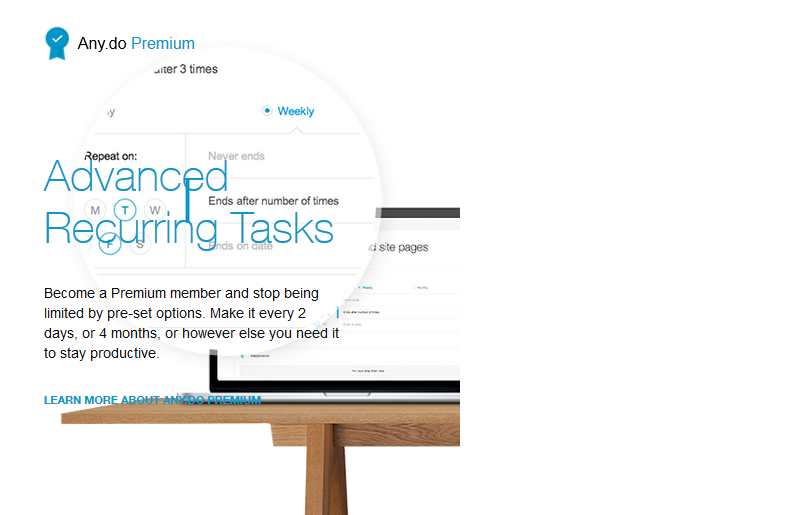 Any.do Premium
after 3 times
Weekly
Repeat on:
Never ends
Advanced
Ends after number of times
M T W
Recurring Tasks
F S
Ends on date
d site pages
Become a Premium member and stop being
limited by pre-set options. Make it every 2
days, or 4 months, or however else you need it
to stay productive.
LEARN MORE ABOUT ANY.DO PREMIUM